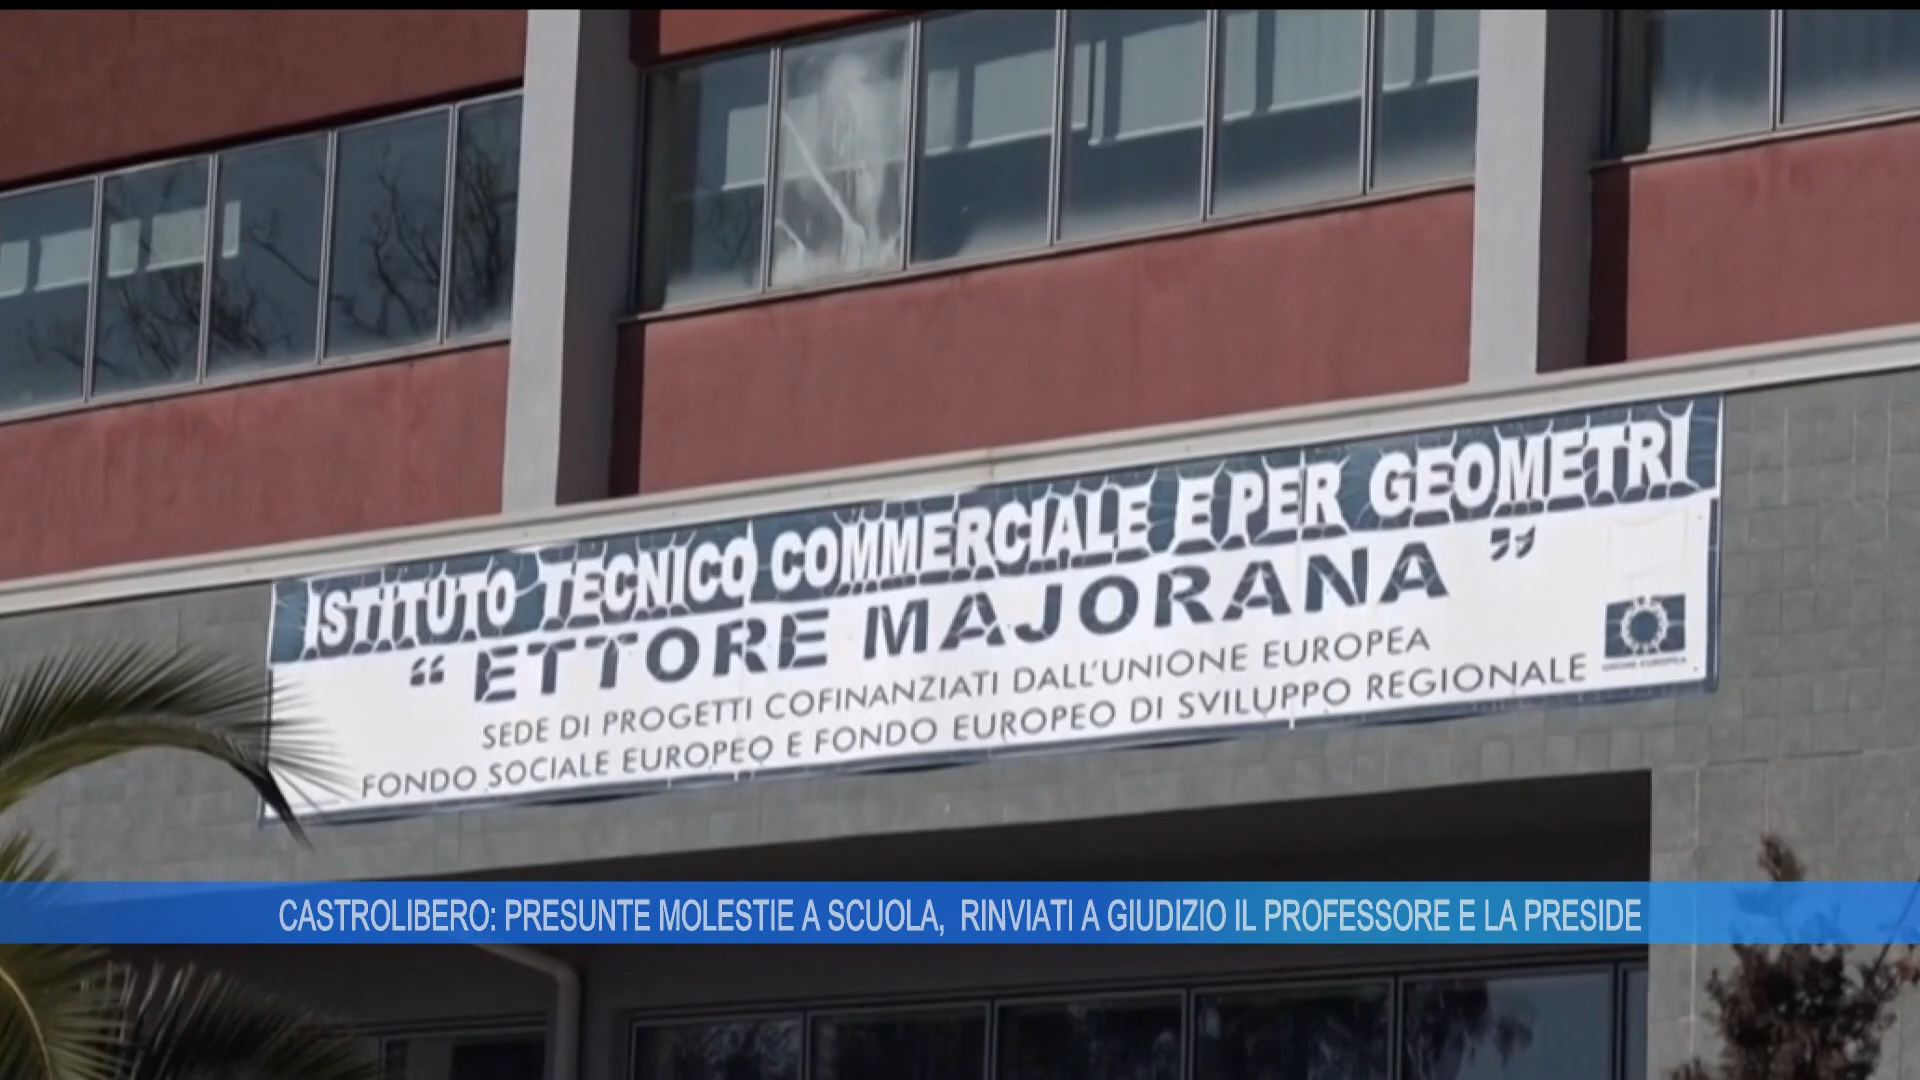 ISTITUTO TECNICO COMMERCIALE E PER GEOMETRI
“ ETTORE MAJORANA ”
SEDE DI PROGETTI COFINANZIATI DALL'UNIONE EUROPEA
FONDO SOCIALE EUROPEO E FONDO EUROPEO DI SVILUPPO REGIONALE
CASTROLIBERO: PRESUNTE MOLESTIE A SCUOLA, RINVIATI A GIUDIZIO IL PROFESSORE E LA PRESIDE